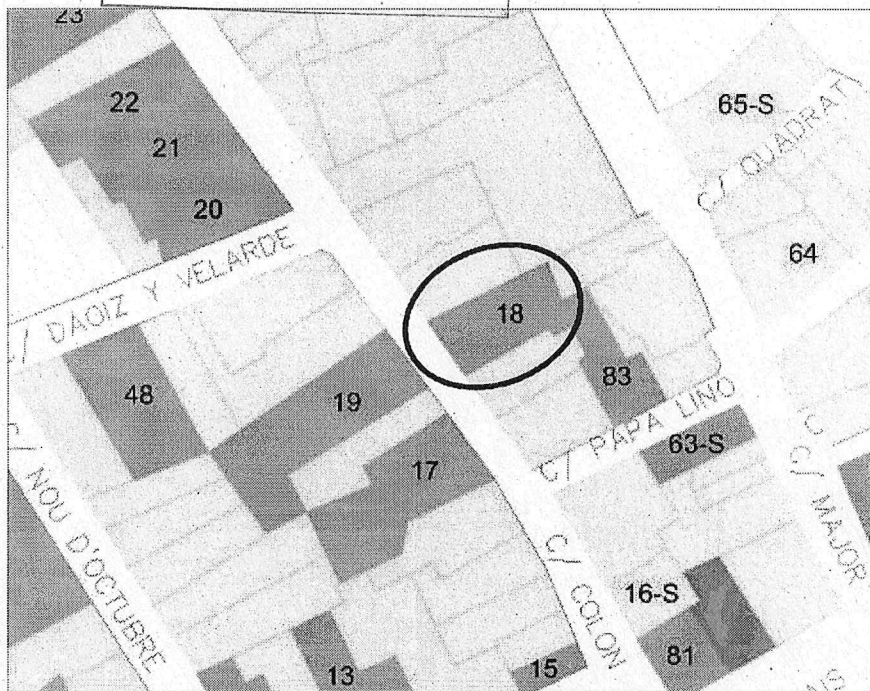 23
22
21
20
65-S
C/ QUADRAT
64
C/ DAOIZ Y VELARDE
18
83
48
19
17
C/ PAPA LINO
63-S
C/ NOU D'OCTUBRE
C/ MAJOR
C/ COLON
16-S
13
15
81